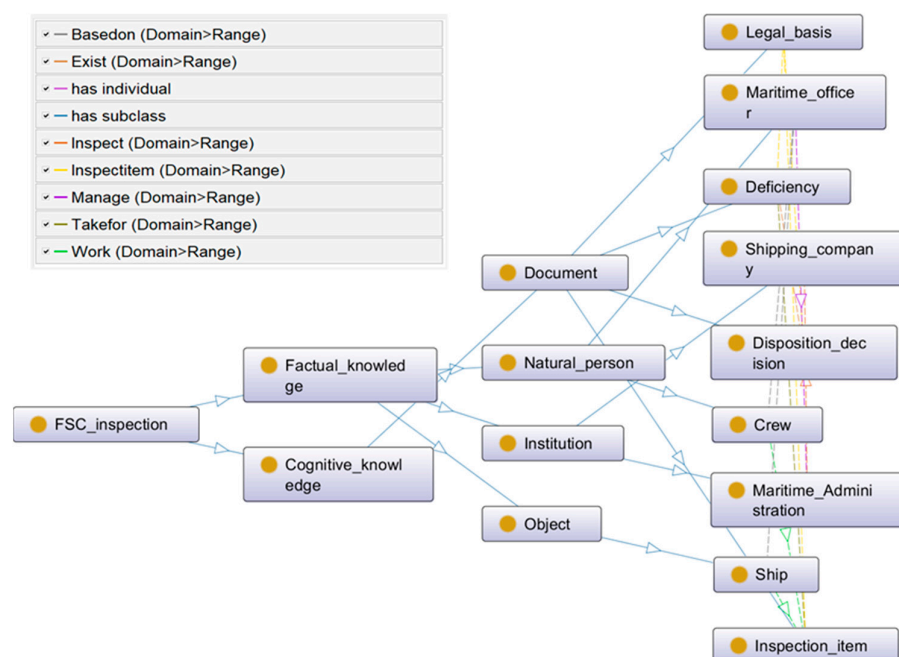 Basedon (Domain>Range)
Exist (Domain>Range)
has individual
has subclass
Inspect (Domain>Range)
Inspectitem (Domain>Range)
Manage (Domain>Range)
Takefor (Domain>Range)
Work (Domain>Range)
FSC_inspection
Factual_knowled
ge
Cognitive_knowl
edge
Document
Natural_person
Institution
Object
Legal_basis
Maritime_office
r
Deficiency
Shipping_compan
y
Disposition_dec
ision
Crew
Maritime_Admini
stration
Ship
Inspection_item